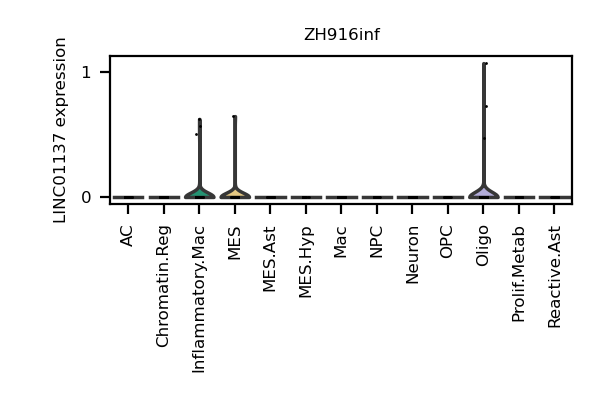 ZH916inf
LINC01137 expression
1
0
AC
Chromatin.Reg
Inflammatory.Mac
MES
MES.Ast
MES.Hyp
Mac
NPC
Neuron
OPC
Oligo
Prolif.Metab
Reactive.Ast